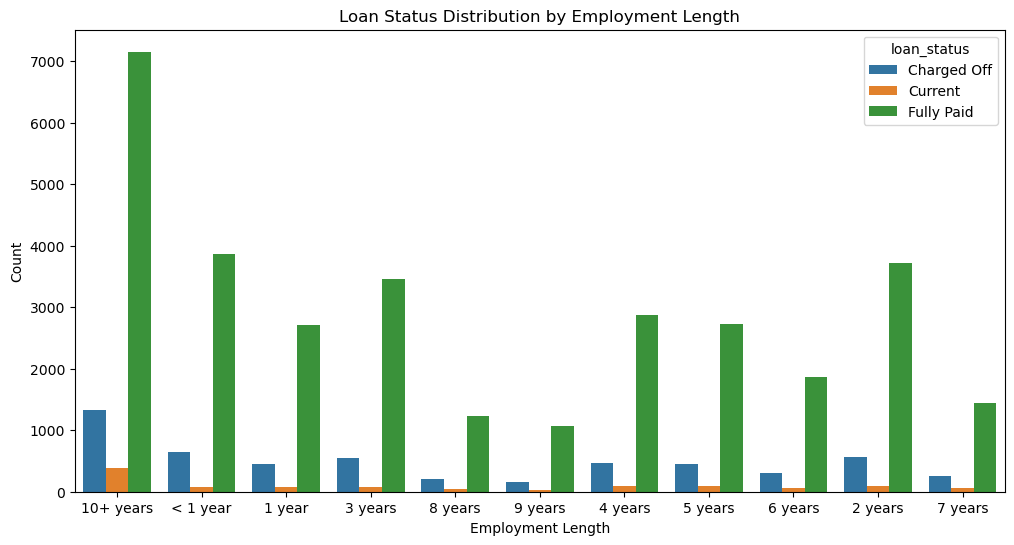 Loan Status Distribution by Employment Length
loan_status
Charged Off
Current
Fully Paid
Count
7000
6000
5000
4000
3000
2000
1000
0
10+ years
< 1 year
1 year
3 years
8 years
9 years
4 years
5 years
6 years
2 years
7 years
Employment Length